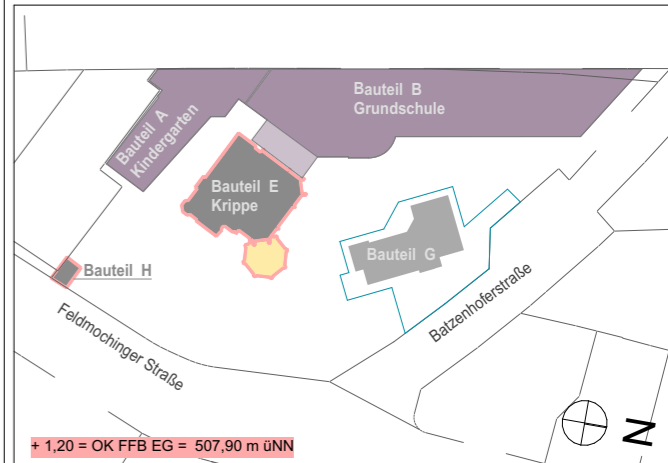 Bauteil B
Grundschule
Bauteil A
Kindergarten
Bauteil E
Krippe
Bauteil G
Bauteil H
Batzenhoferstraße
Feldmochinger Straße
+ 1,20 = OK FFB EG = 507,90 m üNN
N